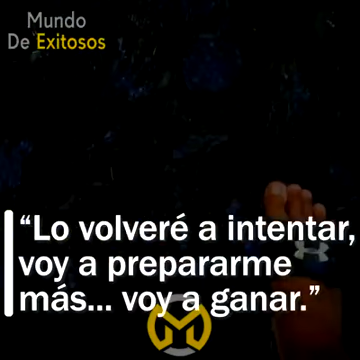 Mundo
De Exitosos
“Lo volveré a intentar,
voy a prepararme
más... voy a ganar.”